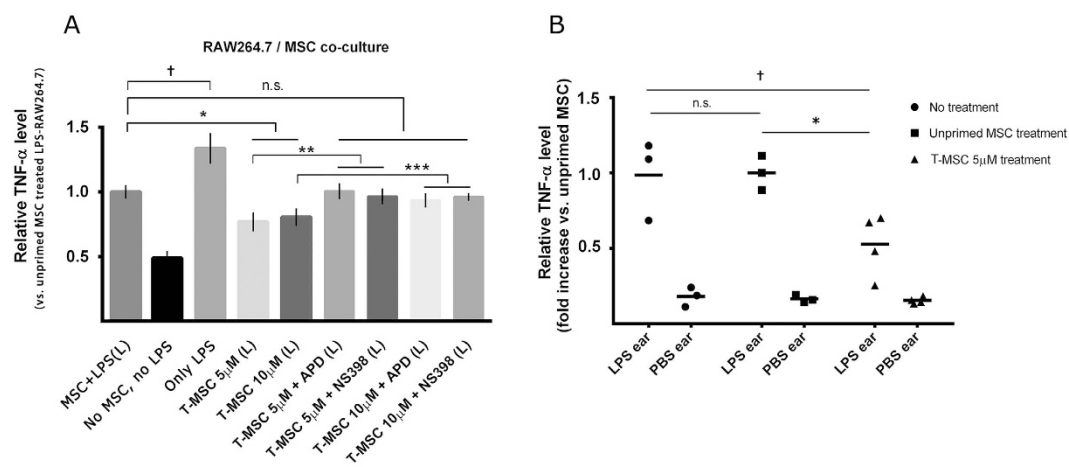 A
RAW264.7 / MSC co-culture
Relative TNF-α level
(vs. unprimed MSC treated LPS-RAW264.7)
†
n.s.
*
**
***
1.5
1.0
0.5
MSC+LPS(L)
No MSC, no LPS
Only LPS
T-MSC 5μM (L)
T-MSC 10μM (L)
T-MSC 5μM + APD (L)
T-MSC 5μM + NS398 (L)
T-MSC 10μM + APD (L)
T-MSC 10μM + NS398 (L)
B
Relative TNF-α level
(fold increase vs. unprimed MSC)
†
n.s.
*
1.5
1.0
0.5
LPS ear
PBS ear
LPS ear
PBS ear
LPS ear
PBS ear
No treatment
Unprimed MSC treatment
T-MSC 5μM treatment